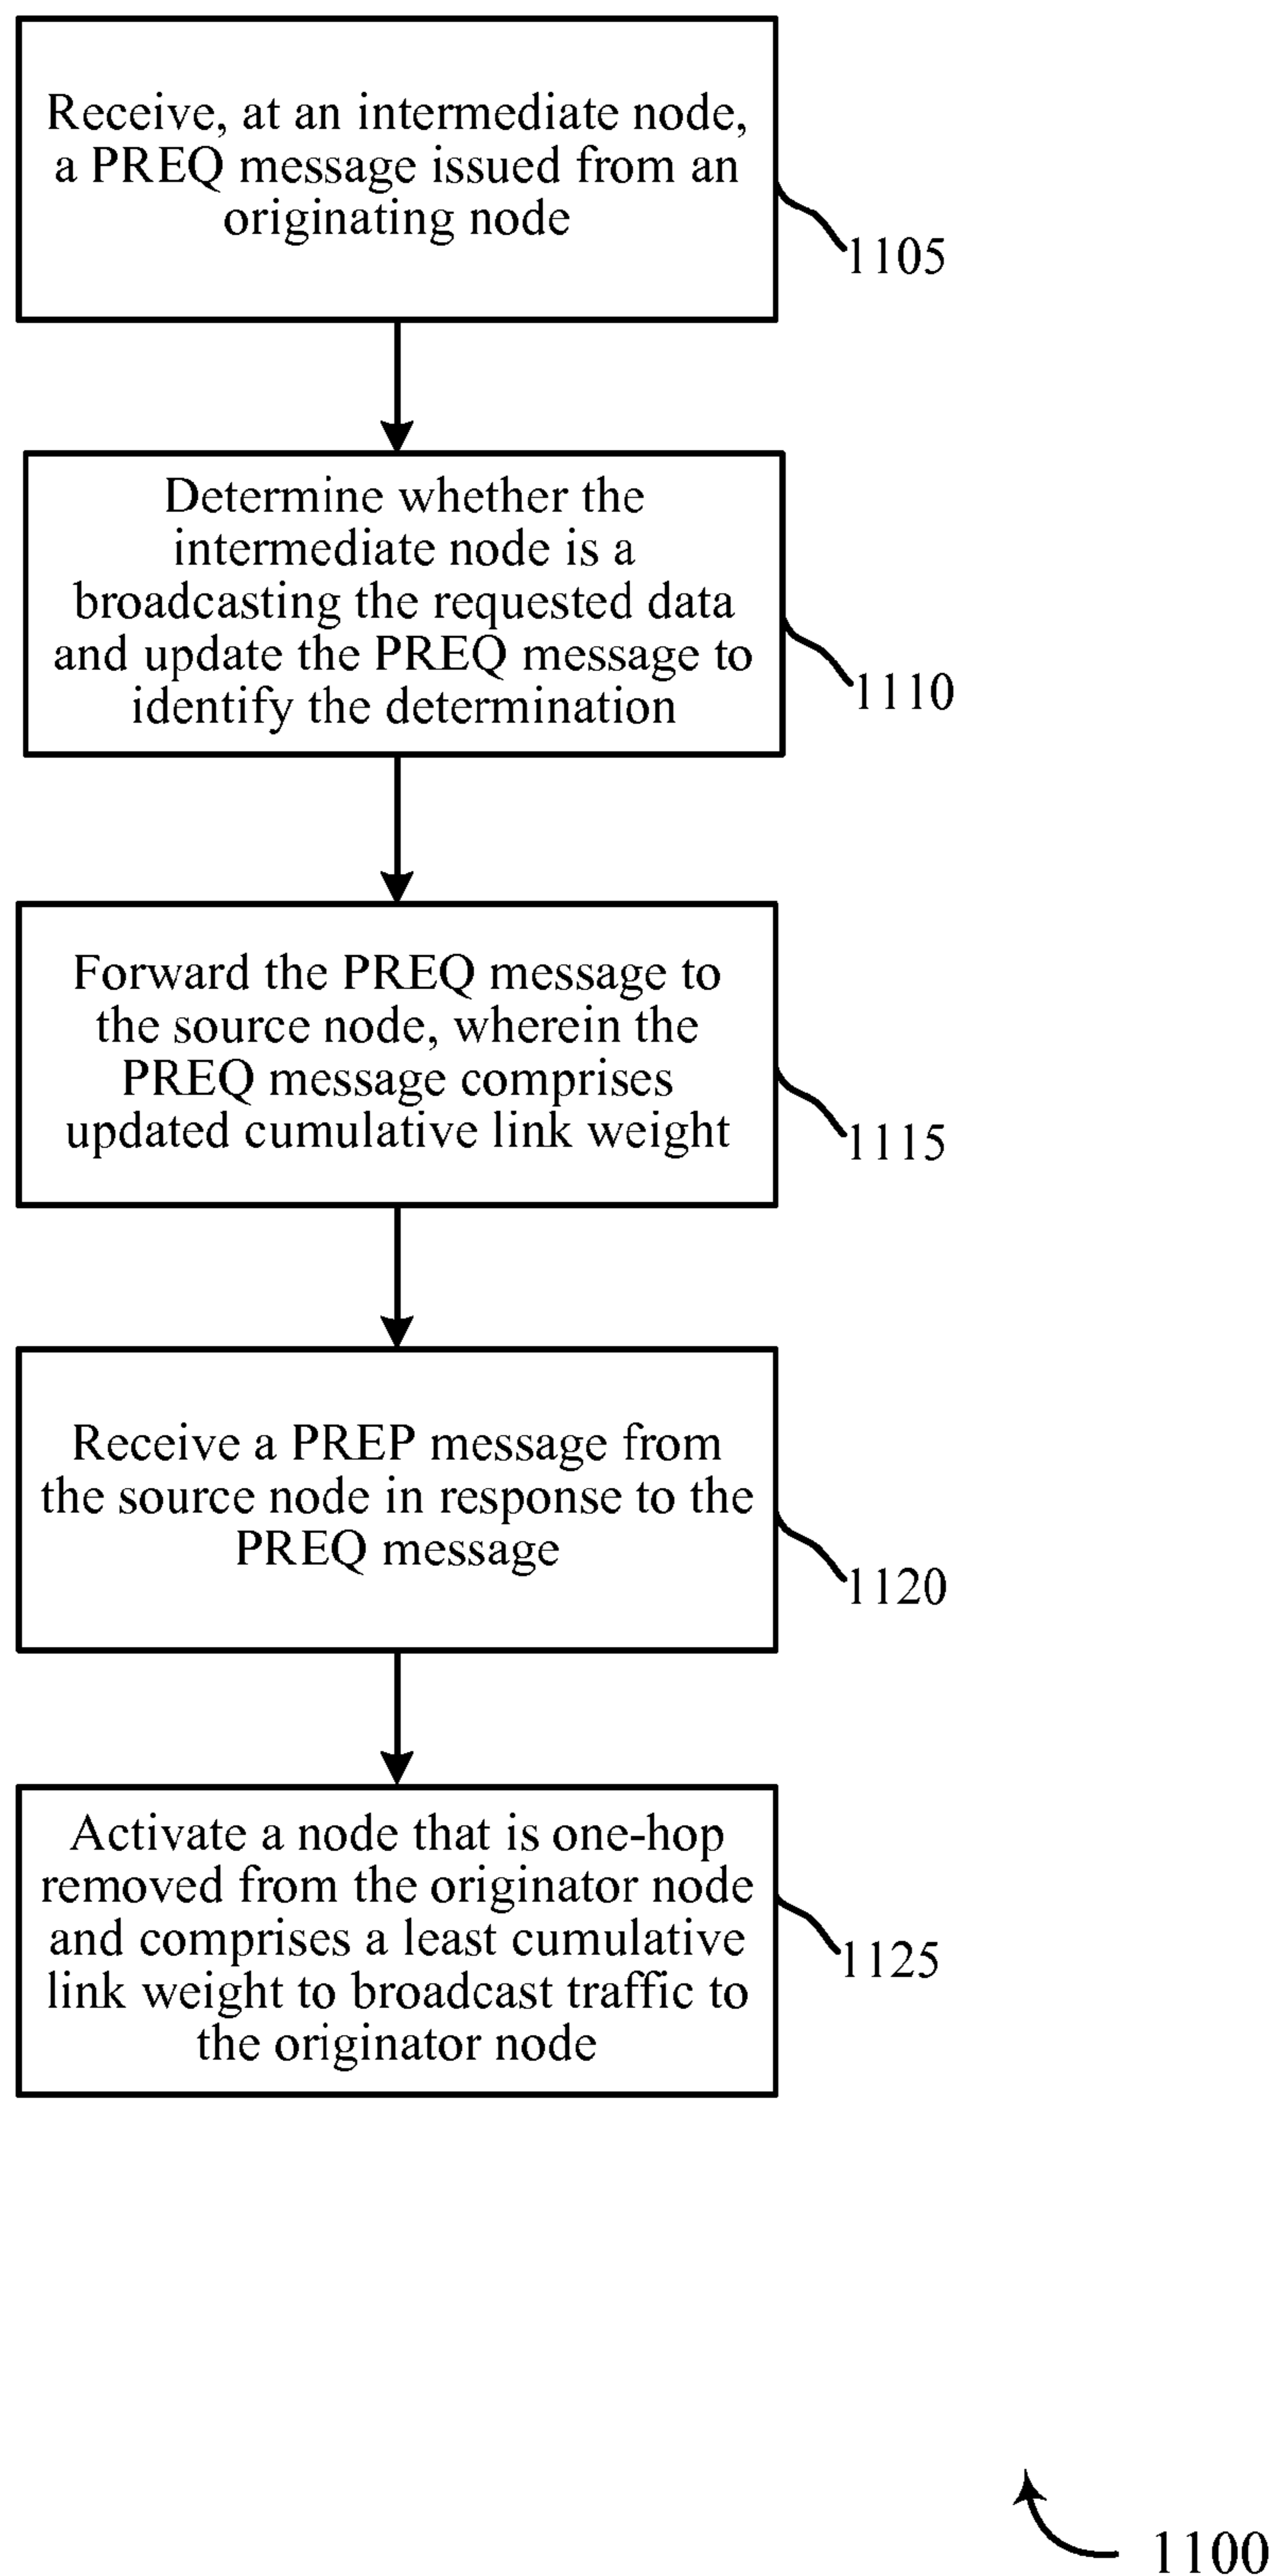 Receive, at an intermediate node,
a PREQ message issued from an
originating node
1105
Determine whether the
intermediate node is a
broadcasting the requested data
and update the PREQ message to
identify the determination
1110
Forward the PREQ message to
the source node, wherein the
PREQ message comprises
updated cumulative link weight
1115
Receive a PREP message from
the source node in response to the
PREQ message
1120
Activate a node that is one-hop
removed from the originator node
and comprises a least cumulative
link weight to broadcast traffic to
the originator node
1125
1100